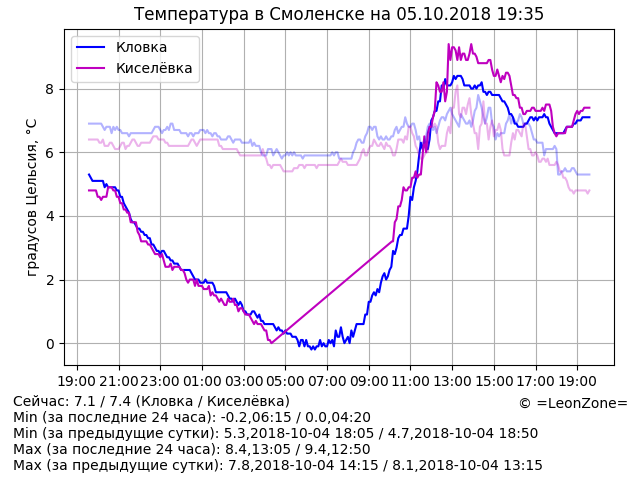 Температура в Смоленске на 05.10.2018 19:35
Кловка
Киселёвка
градусов Цельсия, °C
8
6
4
2
0
19:00 21:00 23:00 01:00 03:00 05:00 07:00 09:00 11:00 13:00 15:00 17:00 19:00
Сейчас: 7.1 / 7.4 (Кловка / Киселёвка)
© =LeonZone=
Min (за последние 24 часа): -0.2,06:15 / 0.0,04:20
Min (за предыдущие сутки): 5.3,2018-10-04 18:05 / 4.7,2018-10-04 18:50
Max (за последние 24 часа): 8.4,13:05 / 9.4,12:50
Max (за предыдущие сутки): 7.8,2018-10-04 14:15 / 8.1,2018-10-04 13:15